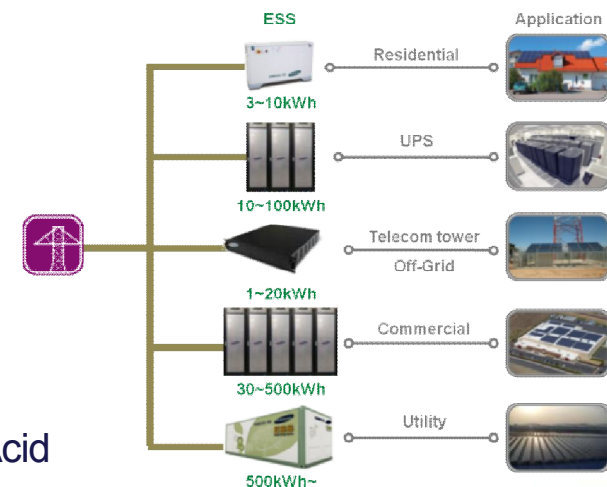 ESS
Application
Residential
3~10kWh
UPS
10~100kWh
Telecom tower
Off-Grid
1~20kWh
Commercial
30~500kWh
Utility
500kWh~
Acid